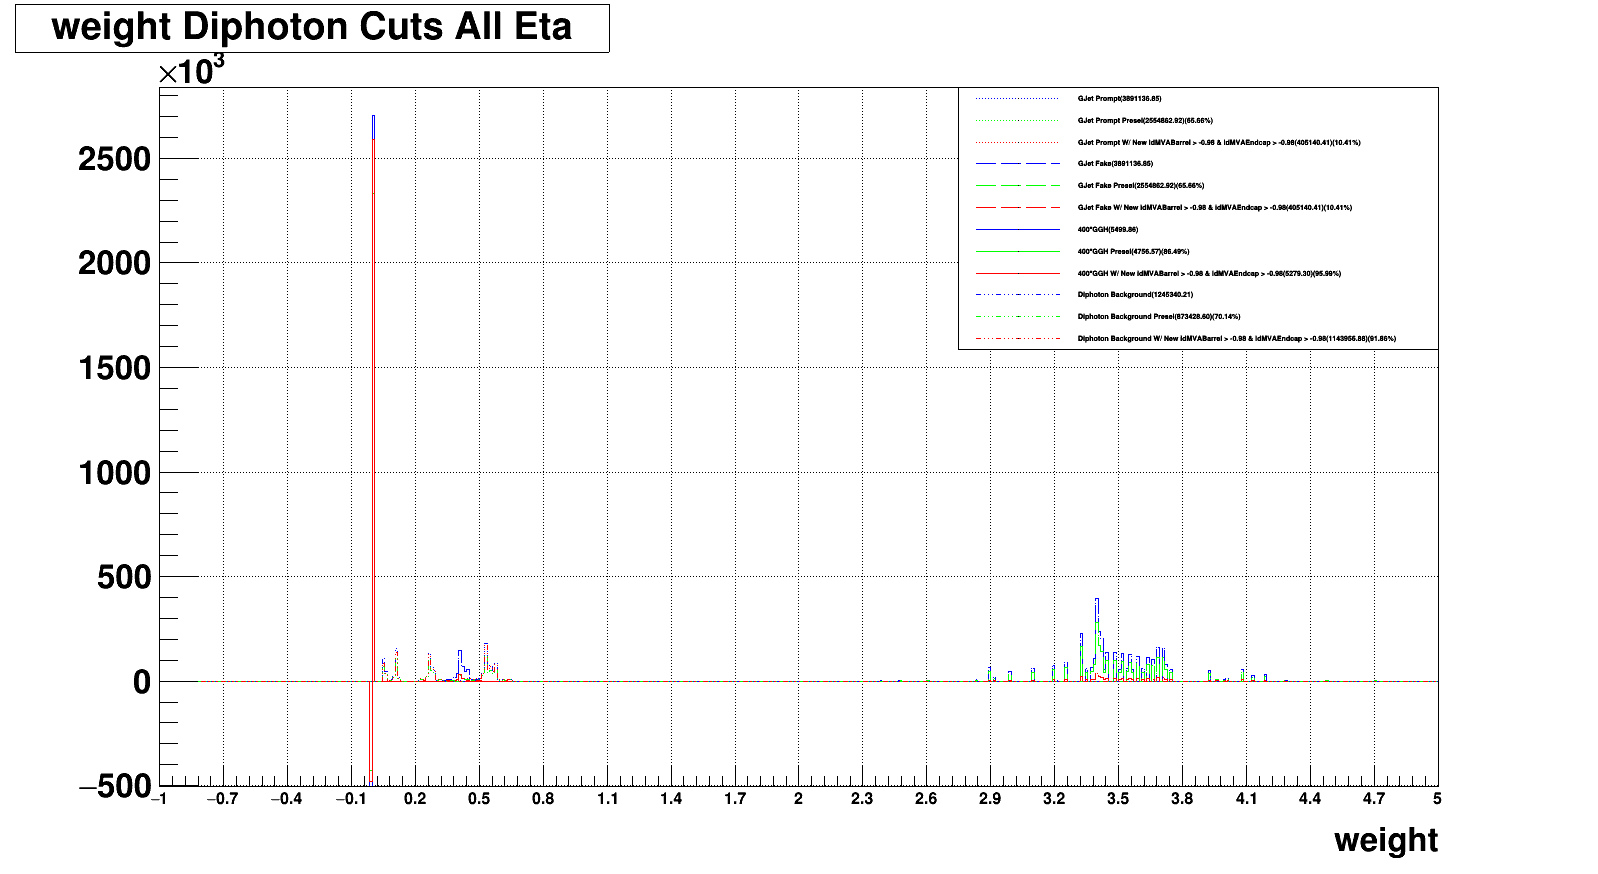 weight Diphoton Cuts All Eta
×10³
GJet Prompt(3891136.85)
GJet Prompt Presel(2554862.92)(65.66%)
GJet Prompt W/ New IdMVABarrel > -0.98 & IdMVAEndcap > -0.98(405140.41)(10.41%)
GJet Fake(3891136.85)
GJet Fake Presel(2554862.92)(65.66%)
GJet Fake W/ New IdMVABarrel > -0.98 & IdMVAEndcap > -0.98(405140.41)(10.41%)
400*GGH(5499.86)
400*GGH Presel(4756.57)(86.49%)
400*GGH W/ New IdMVABarrel > -0.98 & IdMVAEndcap > -0.98(5279.30)(95.99%)
Diphoton Background(1245340.21)
Diphoton Background Presel(873428.60)(70.14%)
Diphoton Background W/ New IdMVABarrel > -0.98 & IdMVAEndcap > -0.98(1143956.88)(91.86%)
2500
2000
1500
1000
500
0
−500
−1 −0.7 −0.4 −0.1 0.2 0.5 0.8 1.1 1.4 1.7 2 2.3 2.6 2.9 3.2 3.5 3.8 4.1 4.4 4.7 5
weight